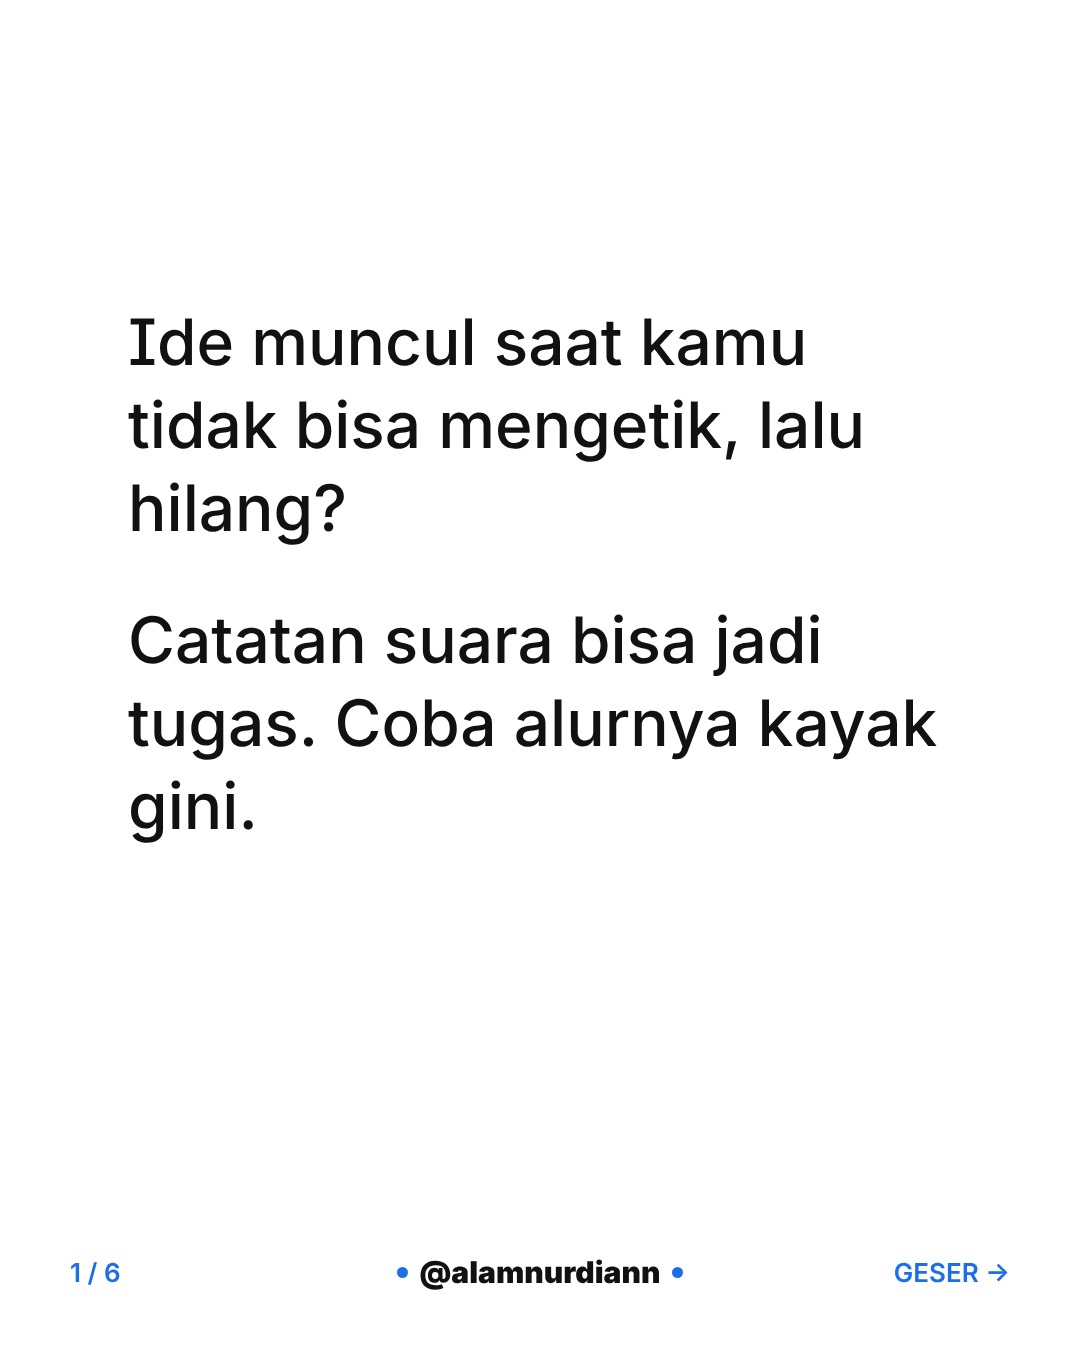 Ide muncul saat kamu
tidak bisa mengetik, lalu
hilang?
Catatan suara bisa jadi
tugas. Coba alurnya kayak
gini.
1 / 6
• @alamnurdiann •
GESER →